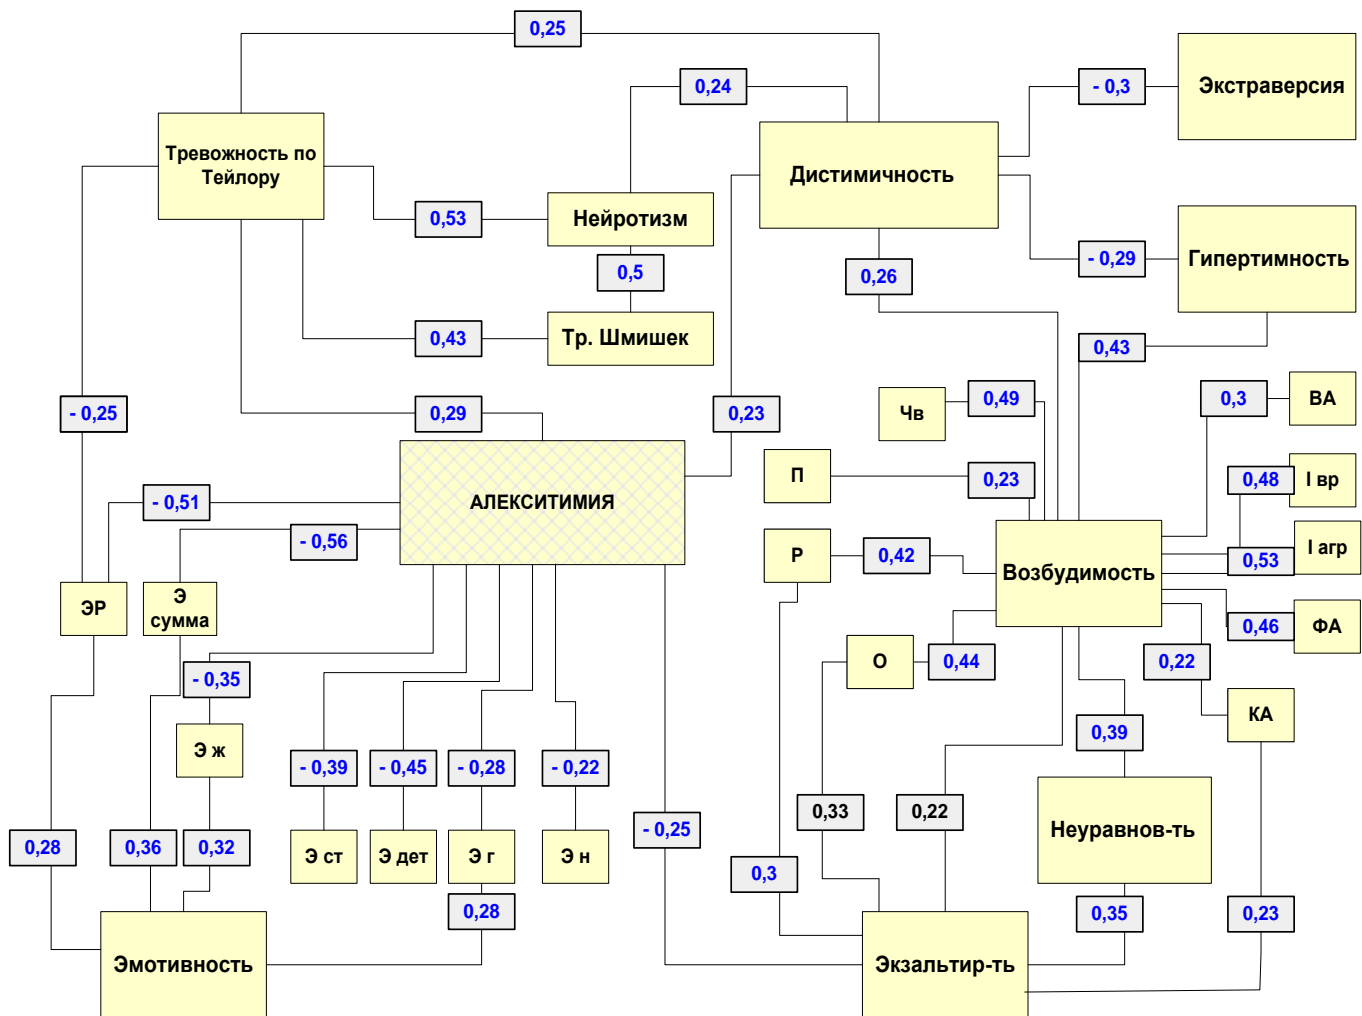 0,25
Экстраверсия
0,24
- 0,3
Тревожность по
Тейлору
Дистимичность
0,53
Нейротизм
Гипертимность
- 0,29
0,5
0,26
0,43
Тр. Шмишек
0,43
- 0,25
0,29
0,23
Чв
0,49
0,3
ВА
АЛЕКСИТИМИЯ
- 0,51
П
0,23
0,48
I вр
- 0,56
Р
0,42
Возбудимость
0,53
I агр
ЭР
Э
сумма
0,46
ФА
О
0,44
0,22
- 0,35
КА
Э ж
0,39
- 0,39
- 0,45
- 0,28
- 0,22
0,33
0,22
Неуравнов-ть
- 0,25
0,28
0,36
0,32
Э ст
Э дет
Э г
Э н
0,3
0,28
0,35
0,23
Эмотивность
Экзальтир-ть